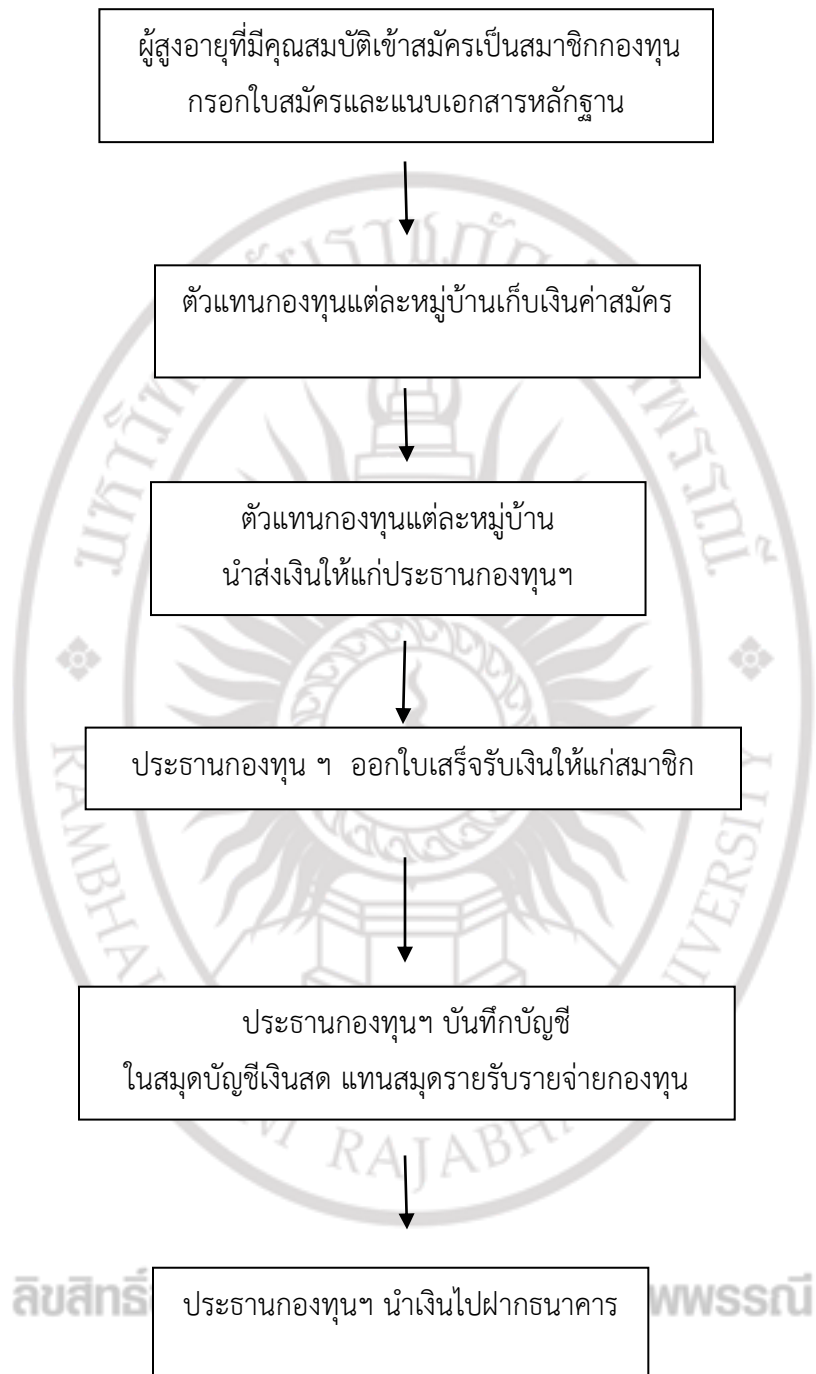 ผู้สูงอายุที่มีคุณสมบัติเข้าสมัครเป็นสมาชิกกองทุน
กรอกใบสมัครและแนบเอกสารหลักฐาน
ตัวแทนกองทุนแต่ละหมู่บ้านเก็บเงินค่าสมัคร
ตัวแทนกองทุนแต่ละหมู่บ้าน
นำส่งเงินให้แก่ประธานกองทุนฯ
ประธานกองทุน ฯ ออกใบเสร็จรับเงินให้แก่สมาชิก
ประธานกองทุนฯ บันทึกบัญชี
ในสมุดบัญชีเงินสด แทนสมุดรายรับรายจ่ายกองทุน
ประธานกองทุนฯ นำเงินไปฝากธนาคาร